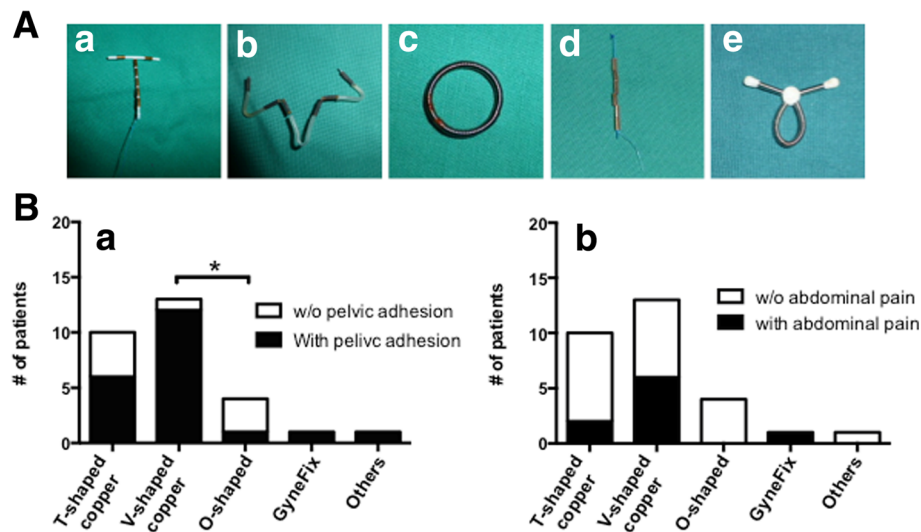 A
a
b
c
d
e
B
a
*
w/o pelvic adhesion
With pelivc adhesion
# of patients
20
15
10
5
0
T-shaped
copper
V-shaped
copper
O-shaped
GyneFix
Others
b
w/o abdominal pain
with abdominal pain
# of patients
20
15
10
5
0
T-shaped
copper
V-shaped
copper
O-shaped
GyneFix
Others